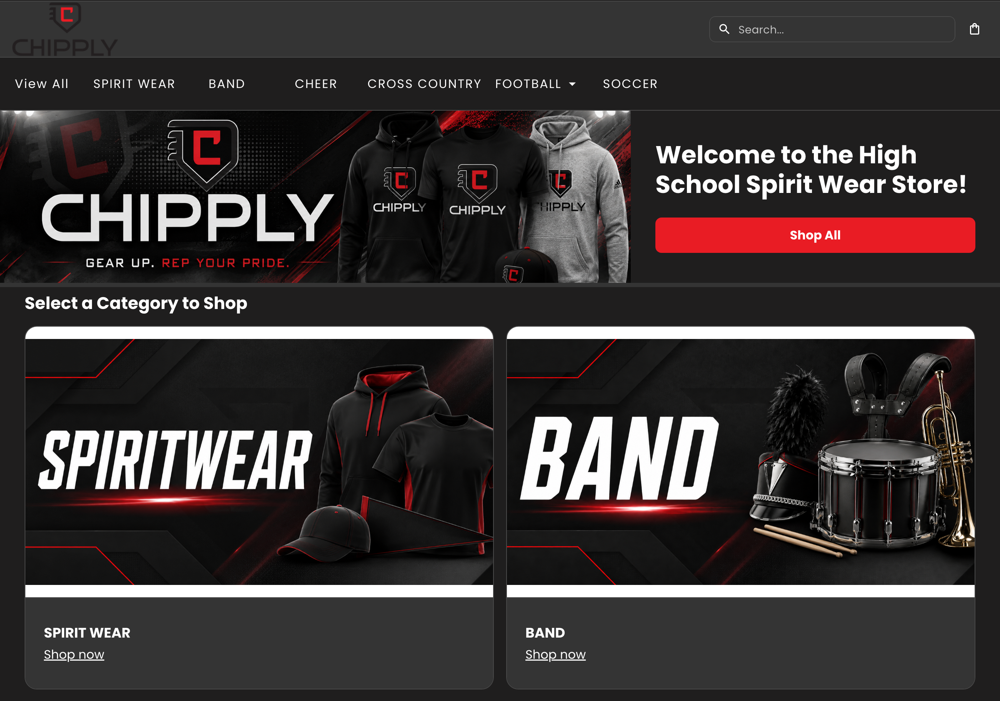 C
CHIPPLY
Search...
View All
SPIRIT WEAR
BAND
CHEER
CROSS COUNTRY
FOOTBALL
SOCCER
C
C
CHIPPLY
GEAR UP. REP YOUR PRIDE.
C
CHIPPLY
C
CHIPPLY
C
HIPPLY
C
Welcome to the High
School Spirit Wear Store!
Shop All
Select a Category to Shop
SPIRITWEAR
BAND
SPIRIT WEAR
Shop now
BAND
Shop now